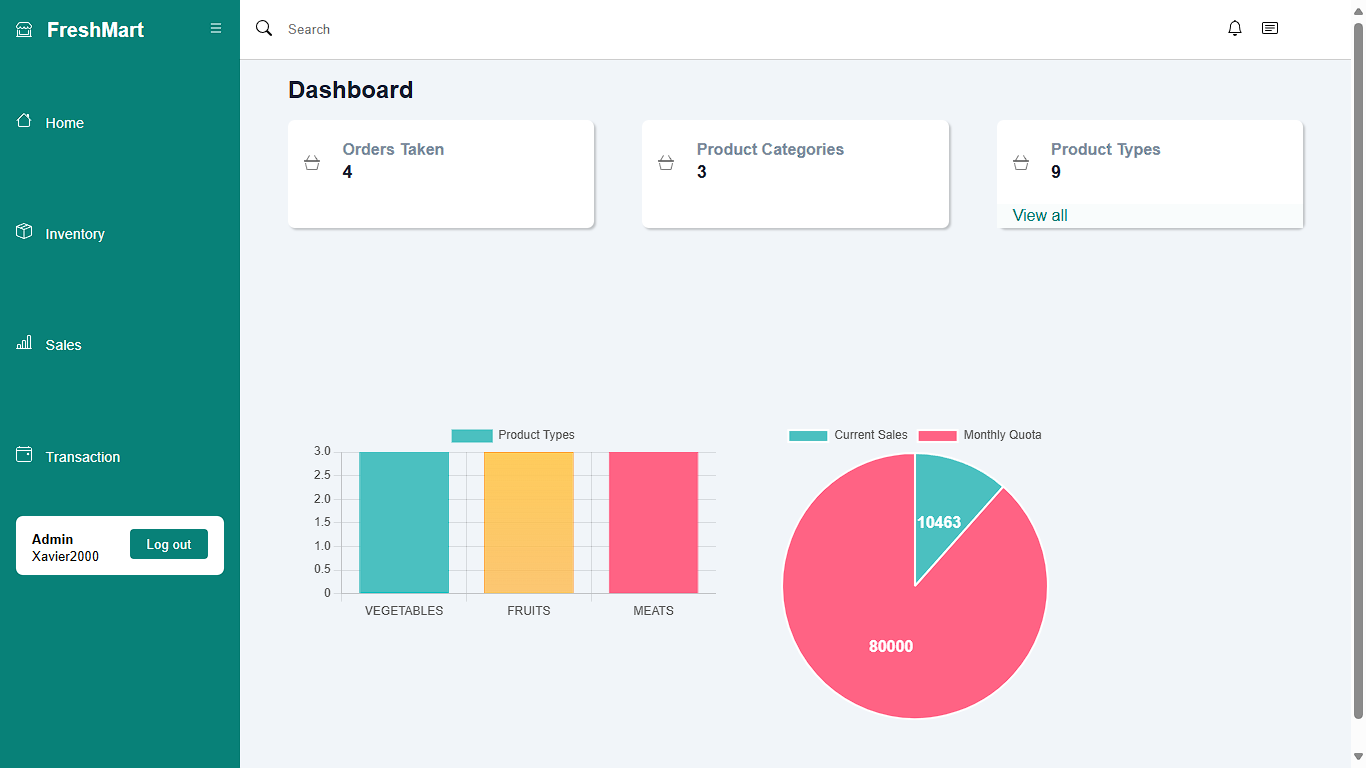 FreshMart
Search
Home
Inventory
Sales
Transaction
Admin
Xavier2000
Log out
Dashboard
Orders Taken
4
Product Categories
3
Product Types
9
View all
Product Types
3.0
2.5
2.0
1.5
1.0
0.5
0
VEGETABLES FRUITS MEATS
Current Sales Monthly Quota
10463
80000